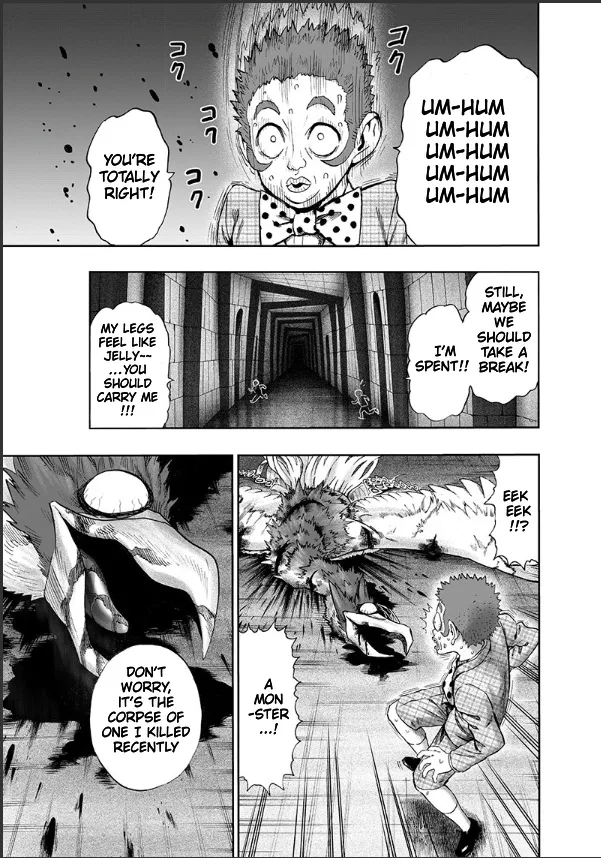 UM-HUM
UM-HUM
UM-HUM
UM-HUM
UM-HUM
コク
コク
コク
コク
YOU'RE
TOTALLY
RIGHT!
STILL,
MAYBE
WE
SHOULD
TAKE A
BREAK!
I'M
SPENT!!
MY LEGS
FEEL LIKE
JELLY~~
...YOU
SHOULD
CARRY ME
!!!
EEK
EEK
!!?
A
MON
-STER
...!
DON'T
WORRY,
IT'S THE
CORPSE OF
ONE I KILLED
RECENTLY